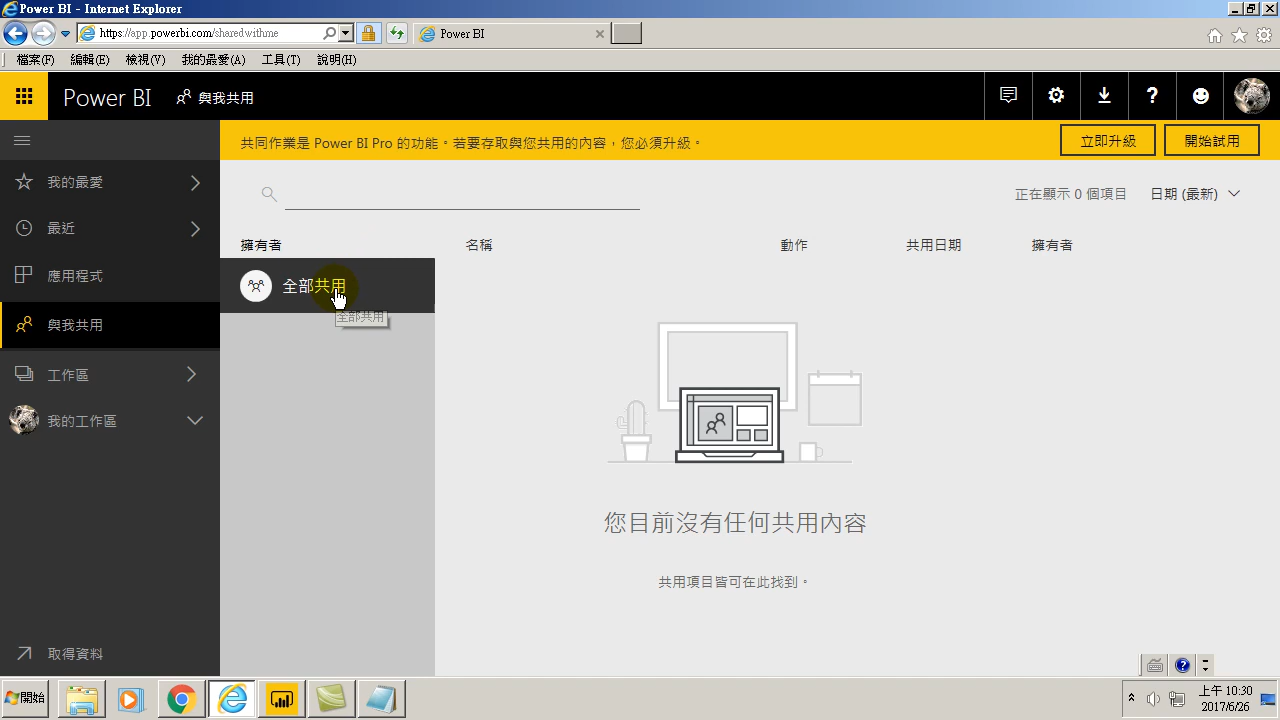 Power BI - Internet Explorer
https://app.powerbi.com/sharedwithme
Power BI
檔案(F) 編輯(E) 檢視(V) 我的最愛(A) 工具(T) 說明(H)
Power BI 與我共用
共同作業是 Power BI Pro 的功能。若要存取與您共用的內容，您必須升級。
立即升級
開始試用
我的最愛
最近
應用程式
與我共用
工作區
我的工作區
取得資料
正在顯示 0 個項目
日期 (最新)
擁有者 名稱 動作 共用日期 擁有者
全部共用
全部共用
您目前沒有任何共用內容
共用項目皆可在此找到。
開始
上午 10:30
2017/6/26